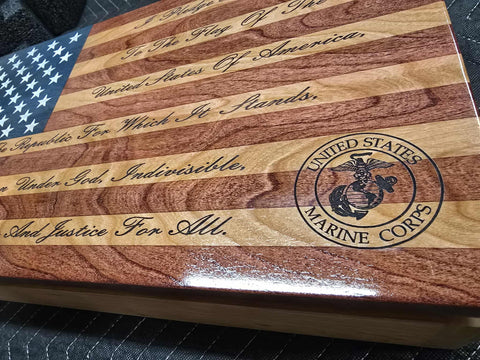 I Pledge
To The Flag Of The
United States Of America,
Republic For Which It Stands,
Under God, Indivisible,
And Justice For All.
UNITED STATES
MARINE CORPS